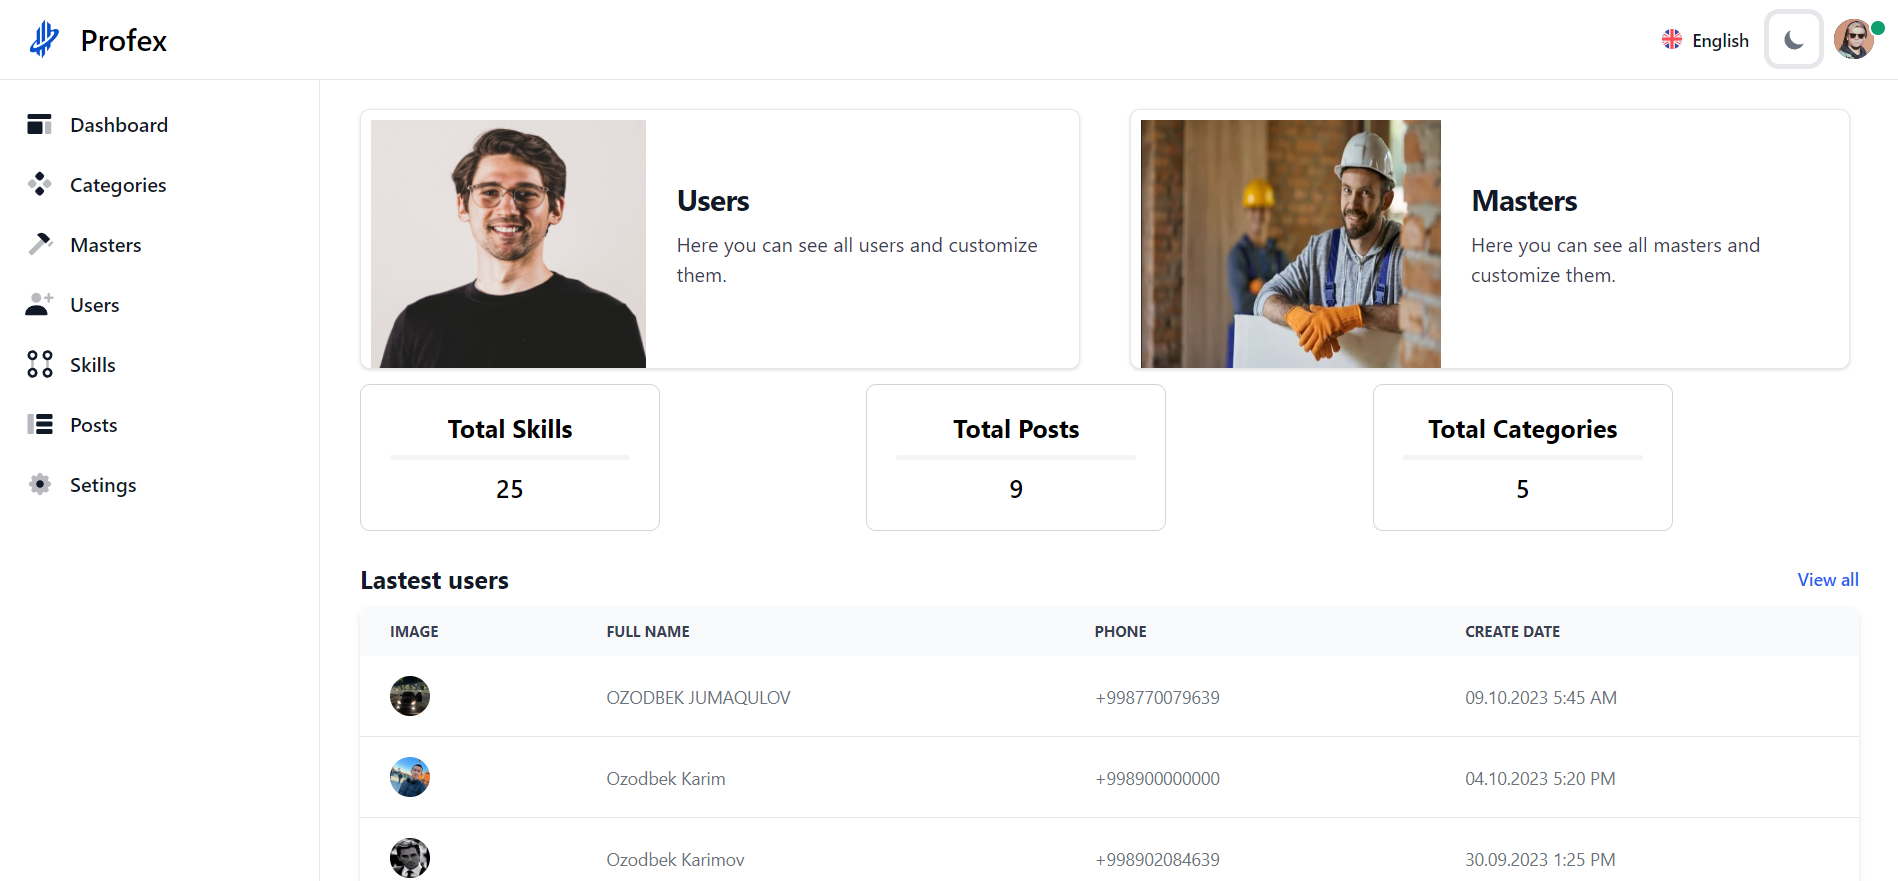 Profex
English
Dashboard
Categories
Masters
Users
Skills
Posts
Setings
Users
Here you can see all users and customize
them.
Masters
Here you can see all masters and
customize them.
Total Skills
25
Total Posts
9
Total Categories
5
Lastest users
View all
IMAGE FULL NAME PHONE CREATE DATE
OZODBEK JUMAQULOV +998770079639 09.10.2023 5:45 AM
Ozodbek Karim +998900000000 04.10.2023 5:20 PM
Ozodbek Karimov +998902084639 30.09.2023 1:25 PM